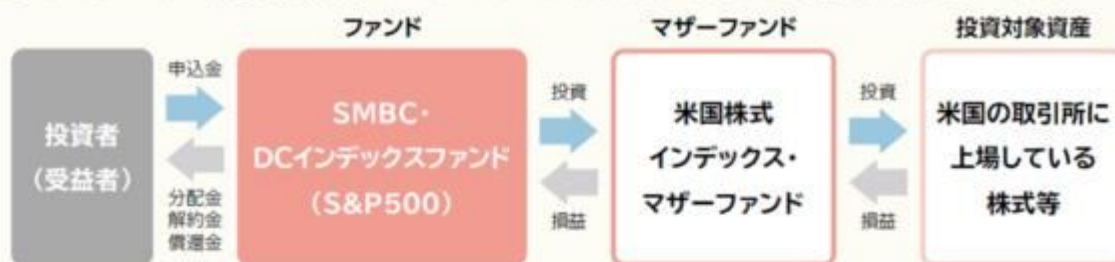 ファンド
マザーファンド
投資対象資産
投資者
（受益者）
申込金
分配金
解約金
償還金
SMBC・
DCインデックスファンド
（S&P500）
投資
損益
米国株式
インデックス・
マザーファンド
投資
損益
米国の取引所に
上場している
株式等